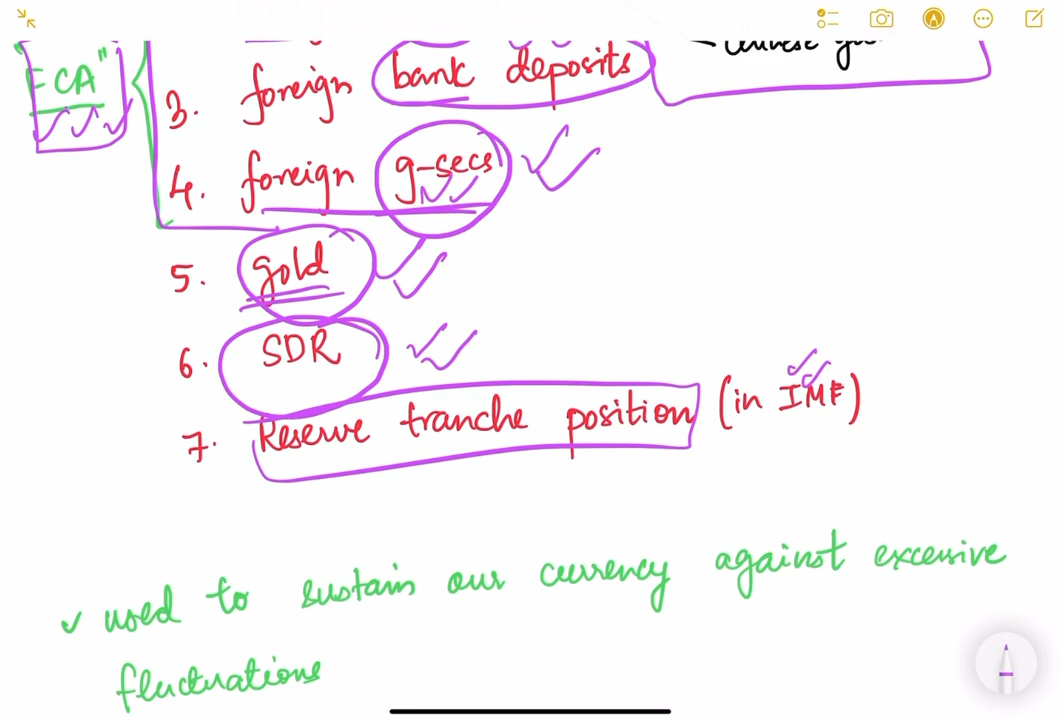 FCA"
3. foreign bank deposits
4. foreign g-secs
5. gold
6. SDR
7. Reserve tranche position (in IMF)
✓ used to sustain our currency against excessive
fluctuations